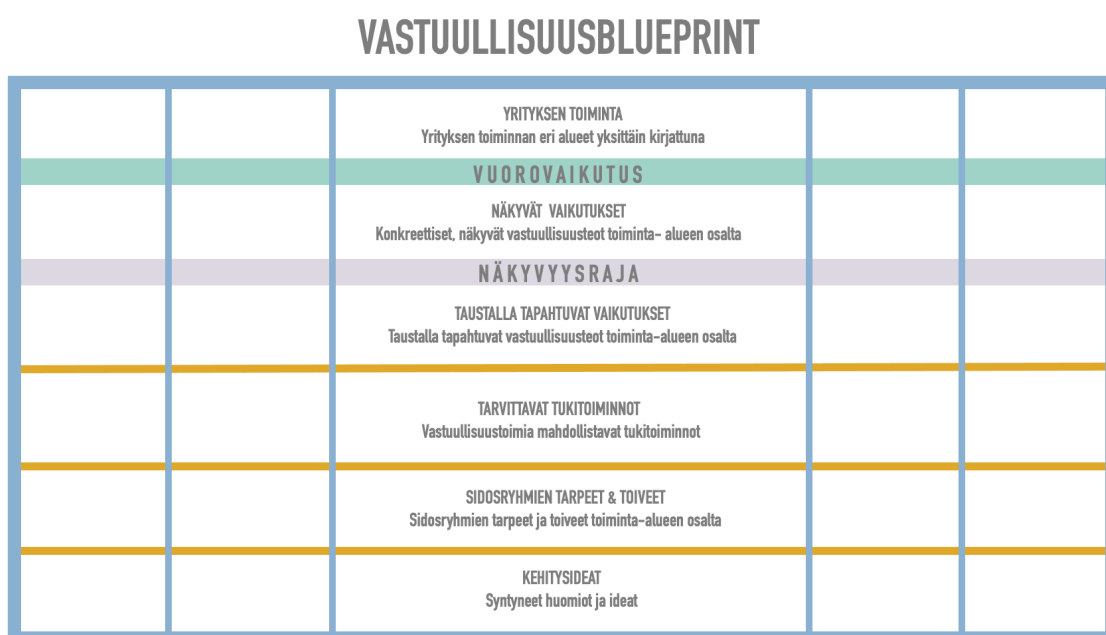 VASTUULLISUUSBLUEPRINT
YRITYKSEN TOIMINTA
Yrityksen toiminnan eri alueet yksittäin kirjattuna
VUOROVAIKUTUS
NÄKYVÄT VAIKUTUKSET
Konkreettiset, näkyvät vastuullisuusteot toiminta- alueen osalta
NÄKYVYYSRAJA
TAUSTALLA TAPAHTUVAT VAIKUTUKSET
Taustalla tapahtuvat vastuullisuusteot toiminta-alueen osalta
TARVITTAVAT TUKITOIMINNOT
Vastuullisuustoimia mahdollistavat tukitoiminnot
SIDOSRYHMIEN TARPEET & TOIVEET
Sidosryhmien tarpeet ja toiveet toiminta-alueen osalta
KEHITYSIDEAT
Syntyneet huomiot ja ideat